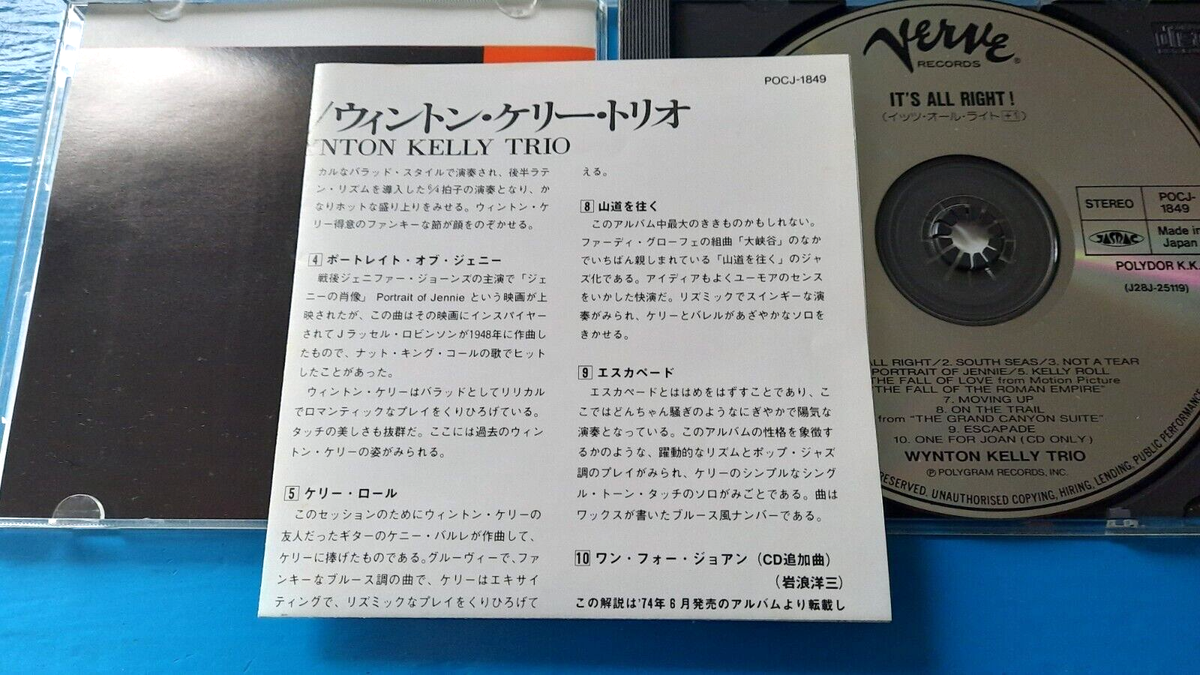 POCJ-1849
/ウィントン・ケリー・トリオ
NTON KELLY TRIO
カルなバラッド・スタイルで演奏され、後半ラテ
ン・リズムを導入した6/4拍子の演奏となり、か
なりホットな盛り上りをみせる。ウィントン・ケ
リー得意のファンキーな節が顔をのぞかせる。
4 ポートレイト・オブ・ジェニー
戦後ジェニファー・ジョーンズの主演で「ジェ
ニーの肖像」 Portrait of Jennie という映画が上
映されたが、この曲はその映画にインスパイヤー
されてJラッセル・ロビンソンが1948年に作曲し
たもので、ナット・キング・コールの歌でヒット
したことがあった。
ウィントン・ケリーはバラッドとしてリリカル
でロマンティックなプレイをくりひろげている。
タッチの美しさも抜群だ。ここには過去のウィン
トン・ケリーの姿がみられる。
5 ケリー・ロール
このセッションのためにウィントン・ケリーの
友人だったギターのケニー・バルレが作曲して、
ケリーに捧げたものである。グルーヴィーで、ファ
ンキーなブルース調の曲で、ケリーはエキサイ
ティングで、リズミックなプレイをくりひろげて
える。
8 山道を往く
このアルバム中最大のききものかもしれない。
ファーディ・グローフェの組曲「大峡谷」のなか
でいちばん親しまれている「山道を往く」のジャ
ズ化である。アイディアもよくユーモアのセンス
をいかした快演だ。リズミックでスインギーな演
奏がみられ、ケリーとバレルがあざやかなソロを
きかせる。
9 エスカペード
エスカペードとははめをはずすことであり、こ
こではどんちゃん騒ぎのようなにぎやかで陽気な
演奏となっている。このアルバムの性格を象徴す
るかのような、躍動的なリズムとポップ・ジャズ
調のプレイがみられ、ケリーのシンプルなシング
ル・トーン・タッチのソロがみごとである。曲は
ワックスが書いたブルース風ナンバーである。
10 ワン・フォー・ジョアン（CD追加曲）
（岩浪洋三）
この解説は'74年6月発売のアルバムより転載し
Verve
RECORDS®
IT'S ALL RIGHT !
(イッツ・オール・ライト+1)
STEREO
POCJ-
1849
JASRAC
Made in
Japan
POLYDOR K.K.
(J28J-25119)
ALL RIGHT/2. SOUTH SEAS/3. NOT A TEAR
PORTRAIT OF JENNIE/5. KELLY ROLL
THE FALL OF LOVE from Motion Picture
"THE FALL OF THE ROMAN EMPIRE"
7. MOVING UP
8. ON THE TRAIL
from "THE GRAND CANYON SUITE"
9. ESCAPADE
10. ONE FOR JOAN (CD ONLY)
WYNTON KELLY TRIO
℗ POLYGRAM RECORDS, INC.
RESERVED. UNAUTHORISED COPYING, HIRING, LENDING, PUBLIC PERFORMANCE